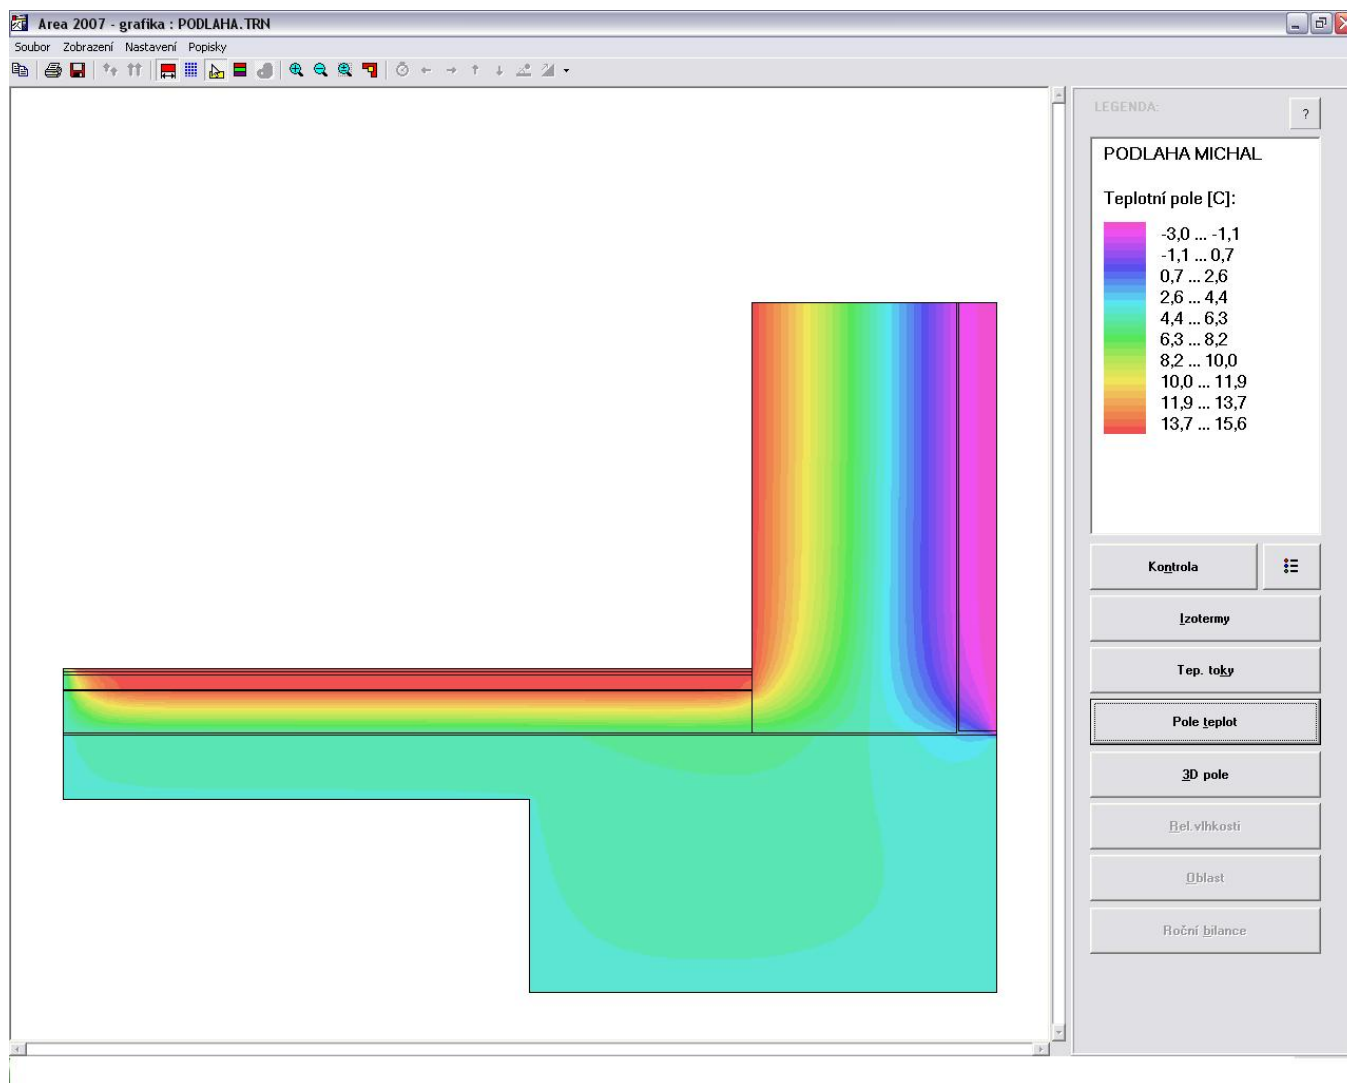 Area 2007 - grafika : PODLAHA.TRN
Soubor Zobrazení Nastavení Popisky
LEGENDA:
?
PODLAHA MICHAL
Teplotní pole [C]:
-3,0 ... -1,1
-1,1 ... 0,7
0,7 ... 2,6
2,6 ... 4,4
4,4 ... 6,3
6,3 ... 8,2
8,2 ... 10,0
10,0 ... 11,9
11,9 ... 13,7
13,7 ... 15,6
Kontrola
Izotermy
Tep. toky
Pole teplot
3D pole
Rel.vlhkosti
Oblast
Roční bilance